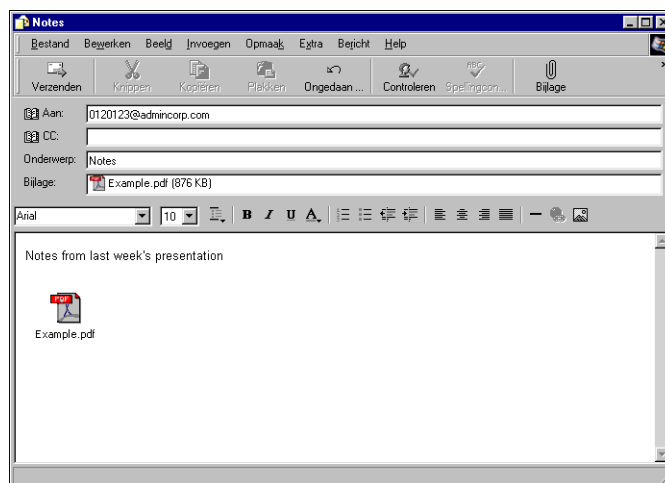 Notes
Bestand Bewerken Beeld Invoegen Opmaak Extra Bericht Help
Verzenden Knippen Kopiëren Plakken Ongedaan ... Controleren Spellingcon... Bijlage
Aan: 0120123@admincorp.com
CC:
Onderwerp: Notes
Bijlage: Example.pdf (876 KB)
Arial 10 B I U A
Notes from last week's presentation
PDF
Example.pdf